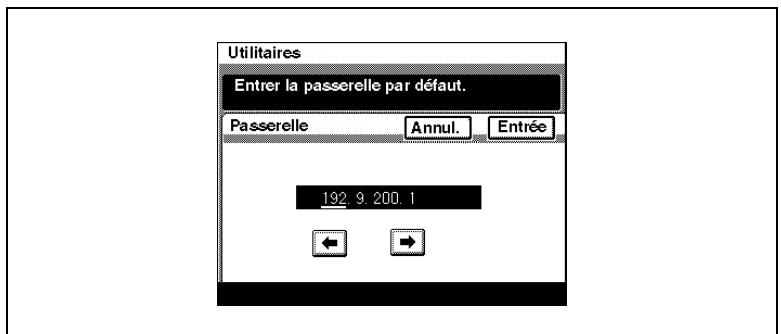 Utilitaires
Entrer la passerelle par défaut.
Passerelle Annul. Entrée
192. 9. 200. 1